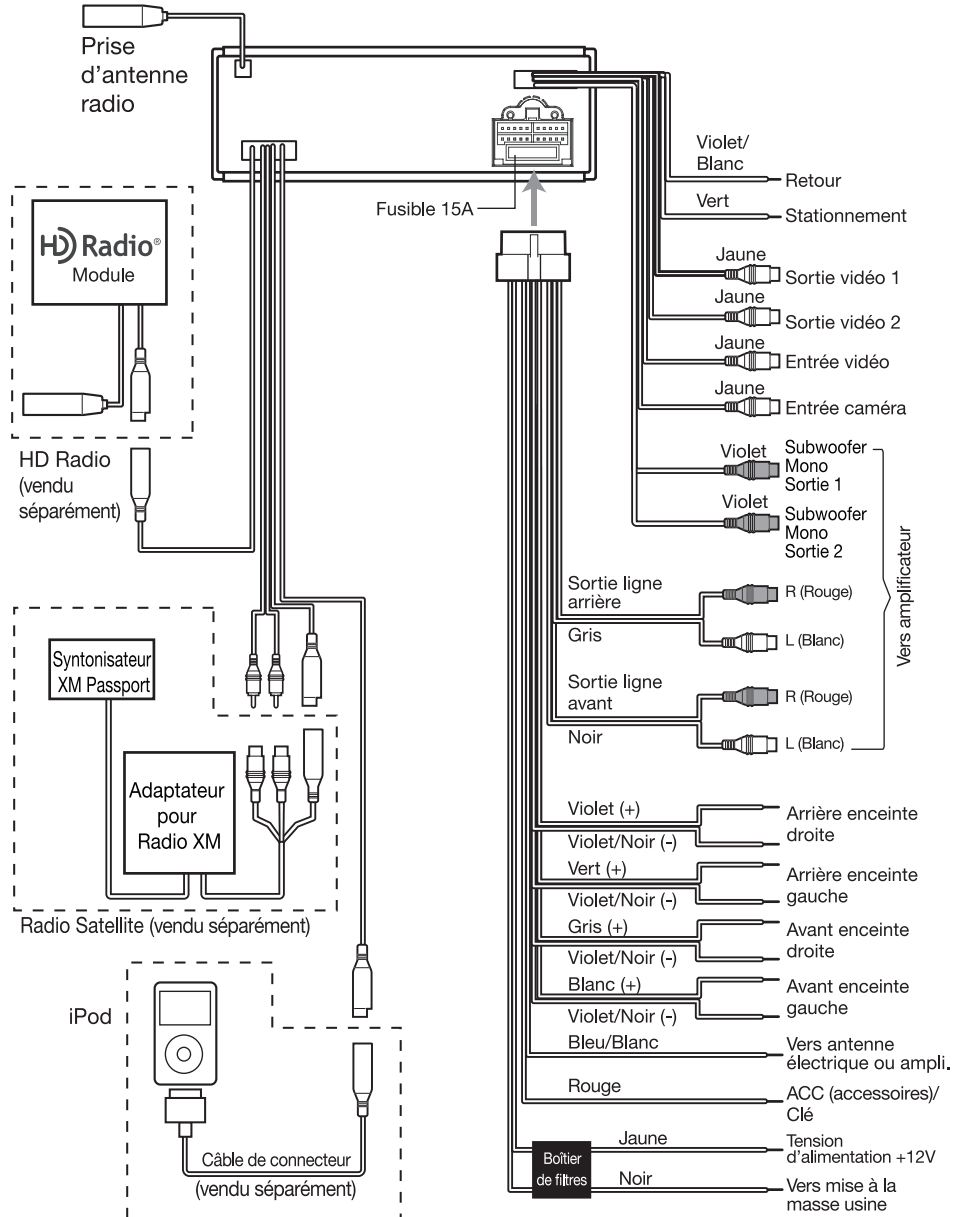 Prise
d'antenne
radio
Fusible 15A
Violet/
Blanc
Retour
Vert
Stationnement
Jaune
Sortie vidéo 1
Jaune
Sortie vidéo 2
Jaune
Entrée vidéo
Jaune
Entrée caméra
Violet
Subwoofer
Mono
Sortie 1
Violet
Subwoofer
Mono
Sortie 2
Vers amplificateur
Sortie ligne
arrière
Gris
R (Rouge)
L (Blanc)
Sortie ligne
avant
Noir
R (Rouge)
L (Blanc)
HD Radio®
Module
HD Radio
(vendu
séparément)
Syntonisateur
XM Passport
Adaptateur
pour
Radio XM
Radio Satellite (vendu séparément)
iPod
Câble de connecteur
(vendu séparément)
Violet (+)
Violet/Noir (-)
Arrière enceinte
droite
Vert (+)
Violet/Noir (-)
Arrière enceinte
gauche
Gris (+)
Violet/Noir (-)
Avant enceinte
droite
Blanc (+)
Violet/Noir (-)
Avant enceinte
gauche
Bleu/Blanc
Vers antenne
électrique ou ampli.
Rouge
ACC (accessoires)/
Clé
Boîtier
de filtres
Jaune
Tension
d'alimentation +12V
Noir
Vers mise à la
masse usine